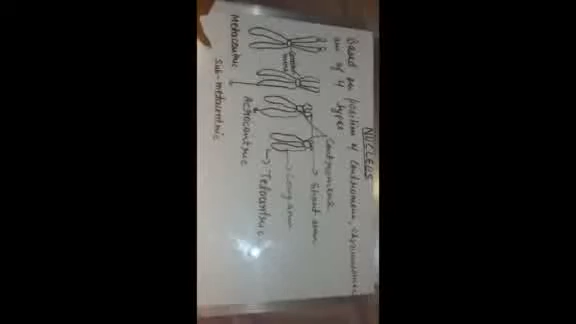 NUCLEUS
Based on position of centromere, chromosomes
are of 4 types
Centromere
Short arm
Long arm
Telocentric
Acrocentric
Sub-metacentric
Metacentric